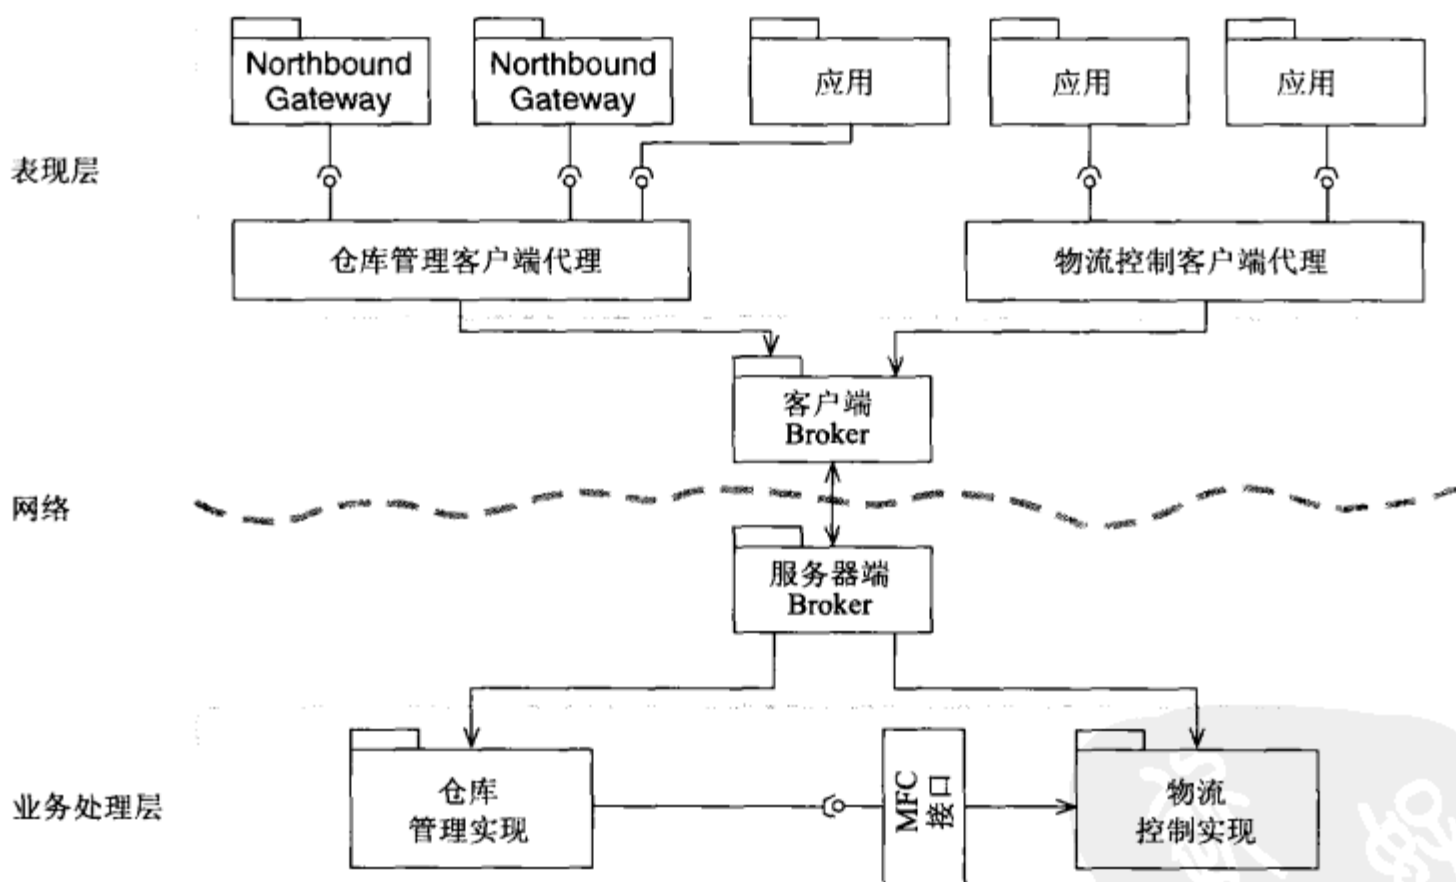 Northbound
Gateway
Northbound
Gateway
应用
应用
应用
表现层
仓库管理客户端代理
物流控制客户端代理
客户端
Broker
网络
服务器端
Broker
业务处理层
仓库
管理实现
MFC
接口
物流
控制实现